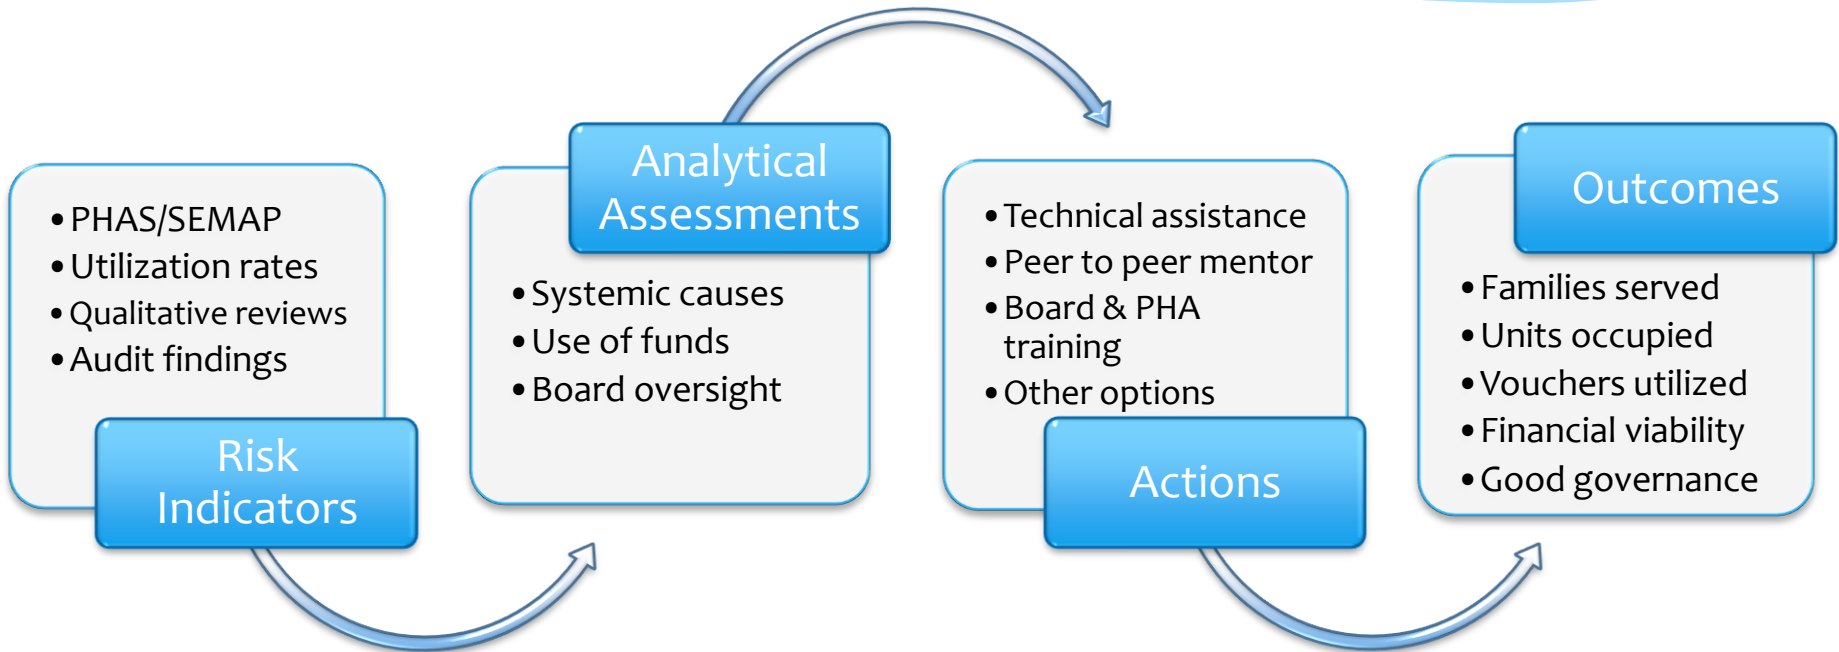 • PHAS/SEMAP
• Utilization rates
• Qualitative reviews
• Audit findings
Risk
Indicators
Analytical
Assessments
• Systemic causes
• Use of funds
• Board oversight
• Technical assistance
• Peer to peer mentor
• Board & PHA
training
• Other options
Actions
Outcomes
• Families served
• Units occupied
• Vouchers utilized
• Financial viability
• Good governance